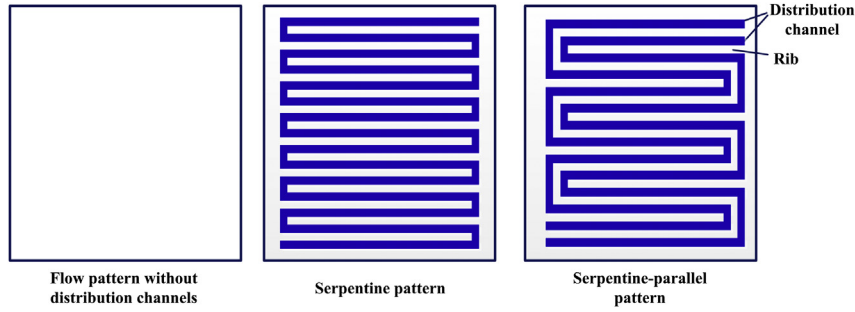 Distribution
channel
Rib
Flow pattern without
distribution channels
Serpentine pattern
Serpentine-parallel
pattern